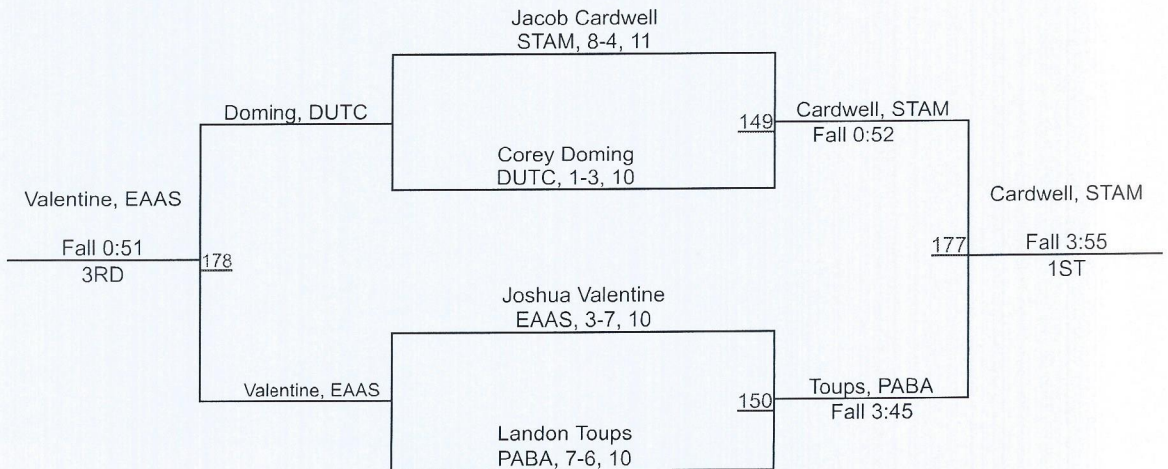 Jacob Cardwell
STAM, 8-4, 11
Doming, DUTC
149
Cardwell, STAM
Fall 0:52
Corey Doming
DUTC, 1-3, 10
Valentine, EAAS
Fall 0:51
3RD
178
Cardwell, STAM
177
Fall 3:55
1ST
Joshua Valentine
EAAS, 3-7, 10
Valentine, EAAS
150
Toups, PABA
Fall 3:45
Landon Toups
PABA, 7-6, 10